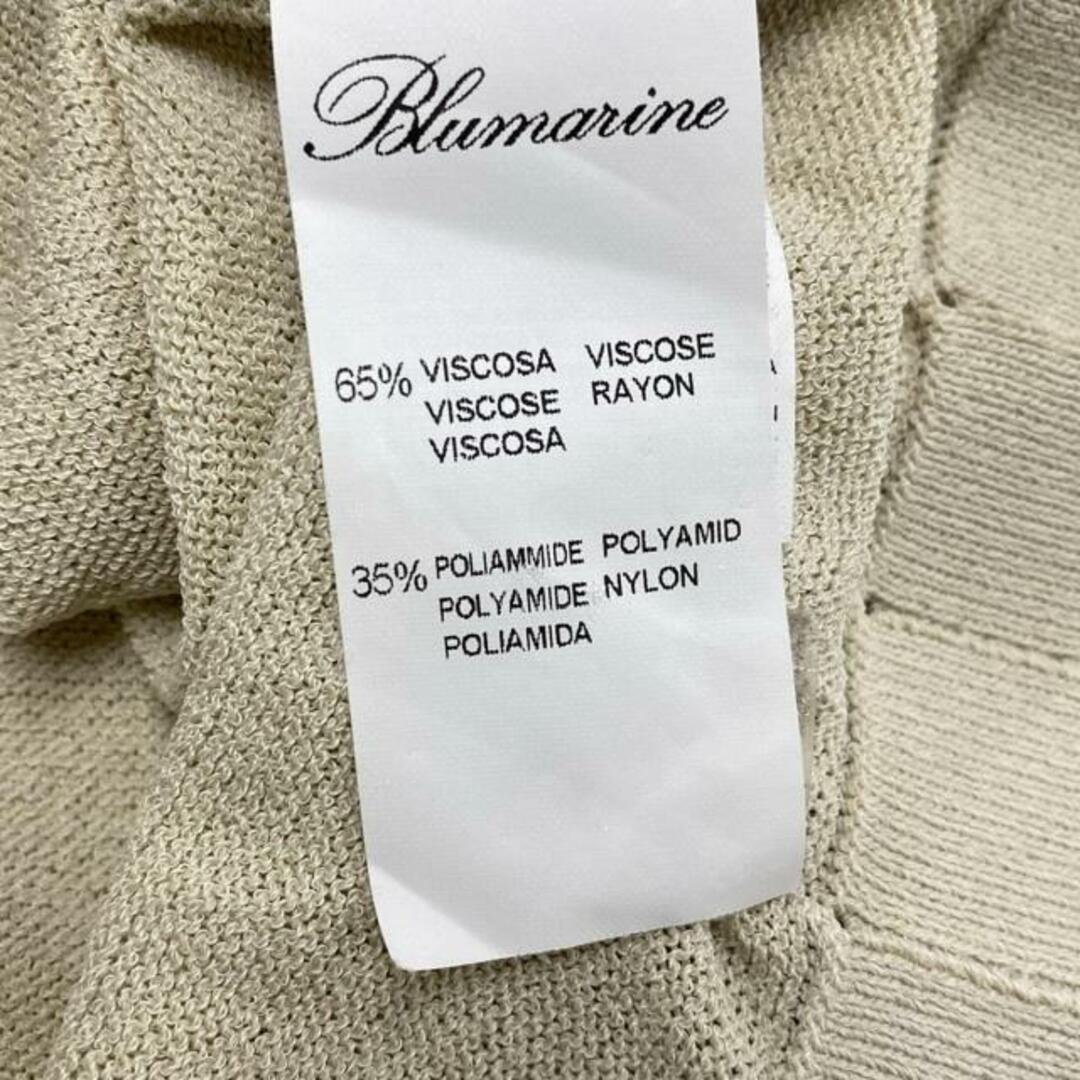 Blumarine
65% VISCOSA VISCOSE
VISCOSE RAYON
VISCOSA
35% POLIAMMIDE POLYAMID
POLYAMIDE NYLON
POLIAMIDA